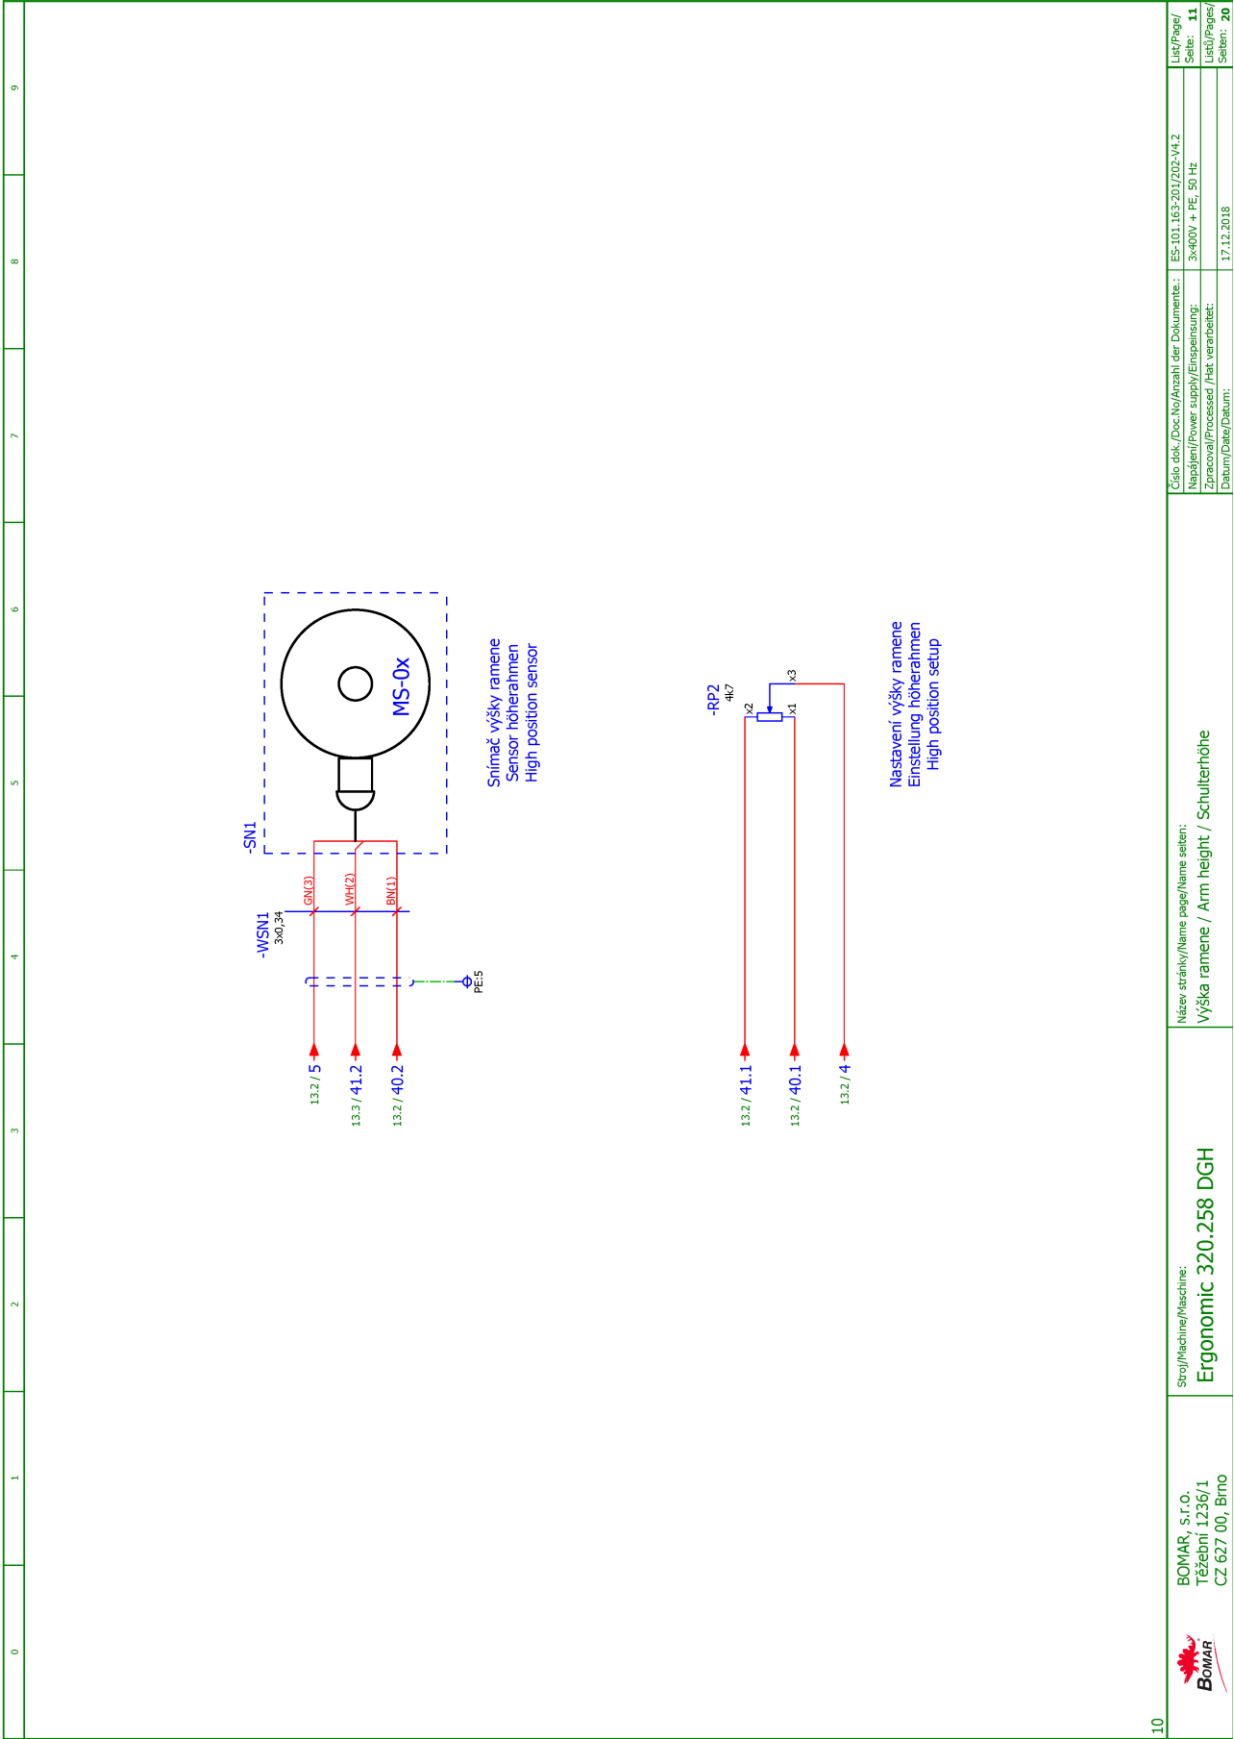 0 1 2 3 4 5 6 7 8 9
-SN1
MS-0x
-WSN1
3x0,34
GN(3)
WH(2)
BN(1)
PE:5
13.2 / 5
13.3 / 41.2
13.2 / 40.2
Snímač výšky ramene
Sensor höherahmen
High position sensor
-RP2
4k7
x2
x1
x3
13.2 / 41.1
13.2 / 40.1
13.2 / 4
Nastavení výšky ramene
Einstellung höherahmen
High position setup
10
BOMAR
BOMAR, s.r.o.
Těžební 1236/1
CZ 627 00, Brno
Stroj/Machine/Maschine:
Ergonomic 320.258 DGH
Název stránky/Name page/Name seiten:
Výška ramene / Arm height / Schulterhöhe
Číslo dok./Doc.No/Anzahl der Dokumente.: ES-101.163-201/202-V4.2
Napájení/Power supply/Einspeinsung: 3x400V + PE, 50 Hz
Zpracoval/Processed /Hat verarbeitet:
Datum/Date/Datum: 17.12.2018
List/Page/
Seite: 11
Listů/Pages/
Seiten: 20